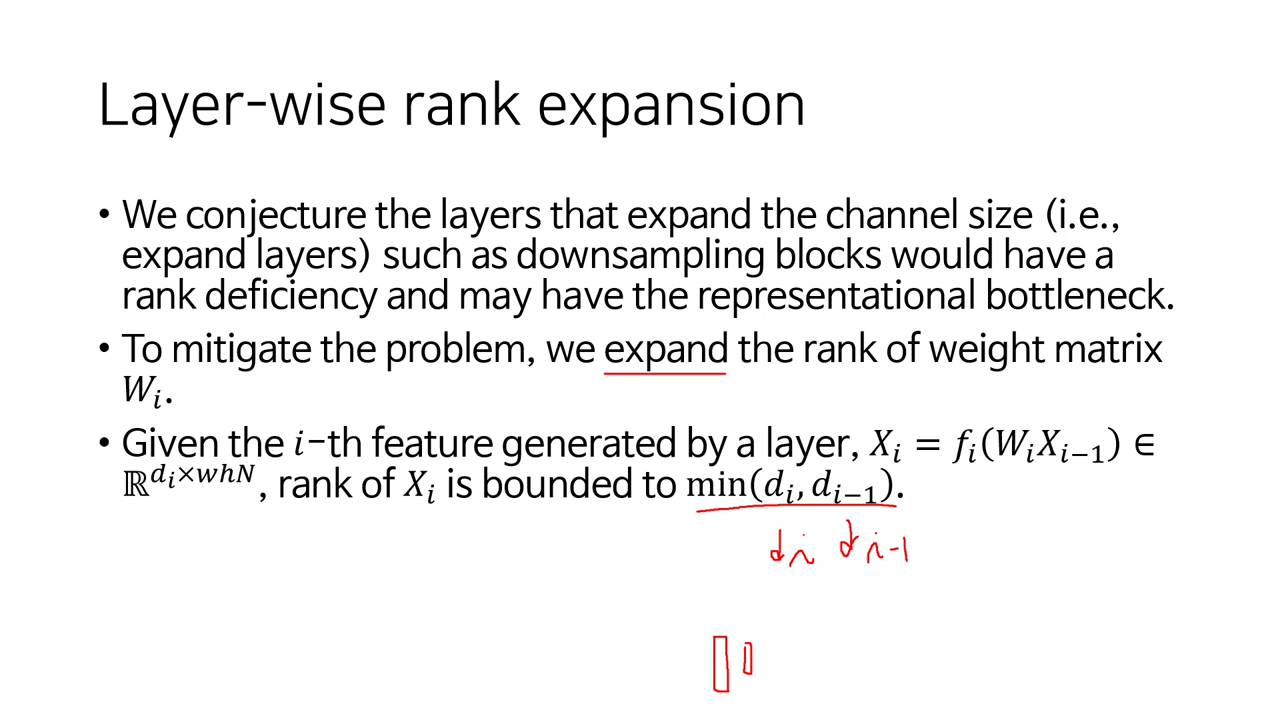 Layer-wise rank expansion
• We conjecture the layers that expand the channel size (i.e.,
expand layers) such as downsampling blocks would have a
rank deficiency and may have the representational bottleneck.
• To mitigate the problem, we expand the rank of weight matrix
𝑊ᵢ.
• Given the 𝑖-th feature generated by a layer, 𝑋ᵢ = 𝑓ᵢ(𝑊ᵢ𝑋ᵢ₋₁) ∈
ℝ^{dᵢ×whN}, rank of 𝑋ᵢ is bounded to min(𝑑ᵢ, 𝑑ᵢ₋₁).
dᵢ dᵢ₋₁